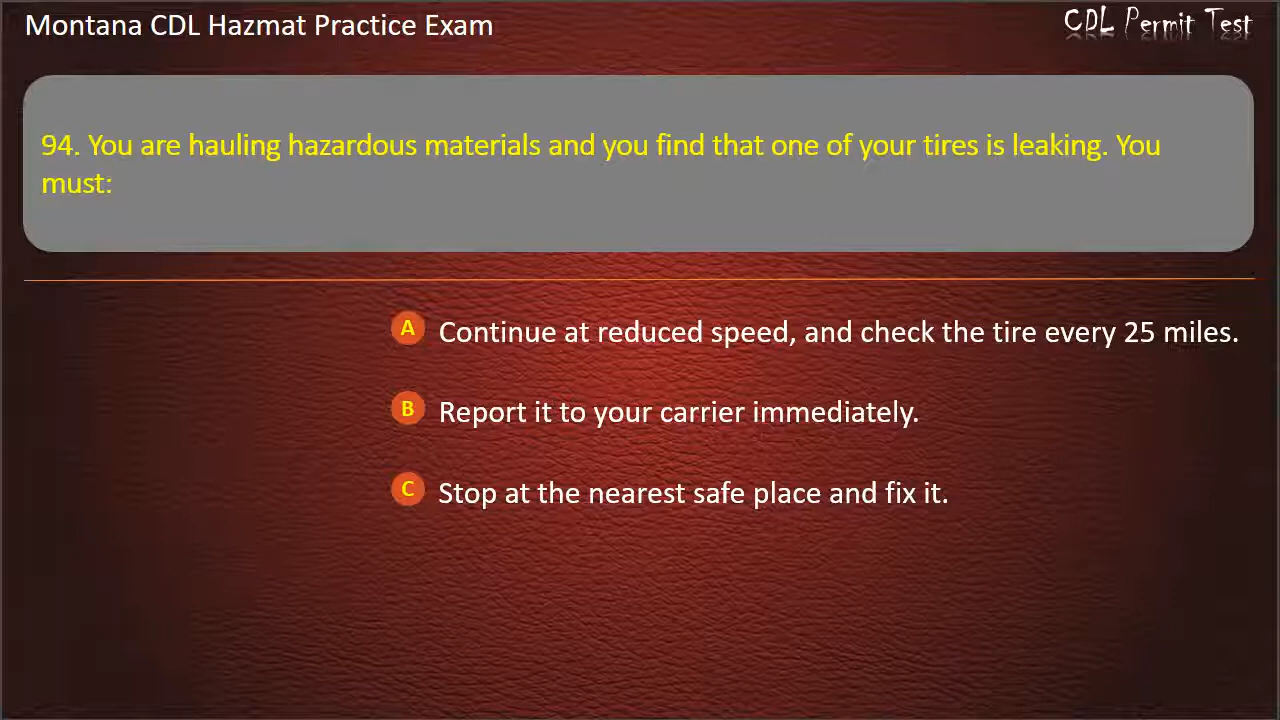 Montana CDL Hazmat Practice Exam
CDL Permit Test
94. You are hauling hazardous materials and you find that one of your tires is leaking. You
must:
A Continue at reduced speed, and check the tire every 25 miles.
B Report it to your carrier immediately.
C Stop at the nearest safe place and fix it.